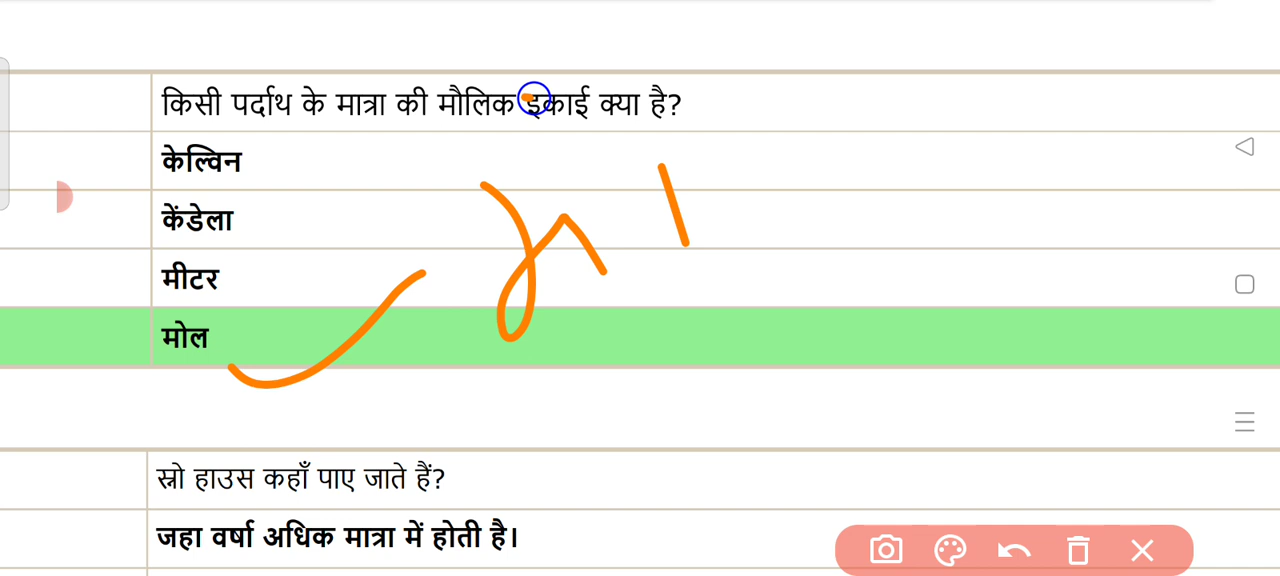 किसी पर्दाथ के मात्रा की मौलिक इकाई क्या है?
केल्विन
केंडेला
मीटर
मोल
स्नो हाउस कहाँ पाए जाते हैं?
जहा वर्षा अधिक मात्रा में होती है।